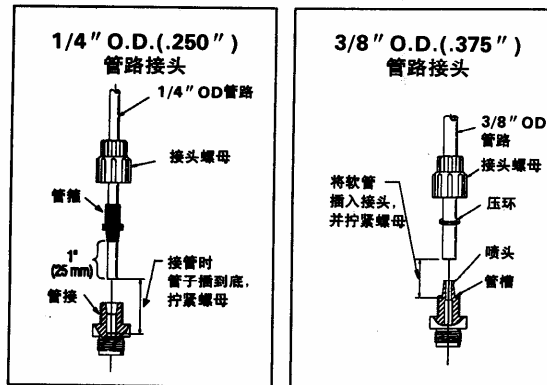 1/4" O.D.(.250")
管路接头
1/4" OD管路
接头螺母
管箍
1"
(25 mm)
接管时
管子插到底,
拧紧螺母
管接
3/8" O.D.(.375")
管路接头
3/8" OD
管路
接头螺母
将软管
插入接头,
并拧紧螺母
压环
喷头
管槽